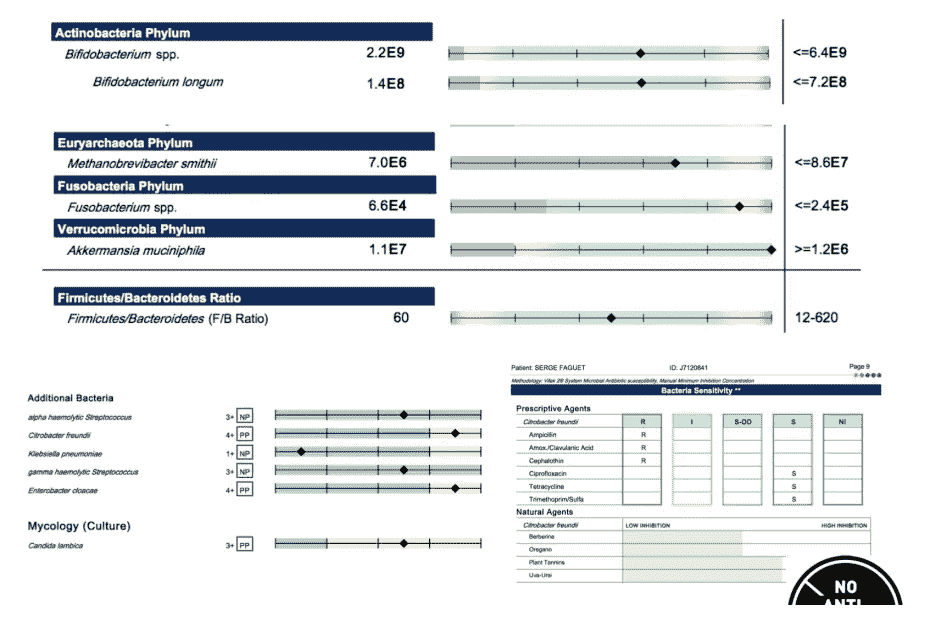 Actinobacteria Phylum
Bifidobacterium spp. 2.2E9 <=6.4E9
Bifidobacterium longum 1.4E8 <=7.2E8
Euryarchaeota Phylum
Methanobrevibacter smithii 7.0E6 <=8.6E7
Fusobacteria Phylum
Fusobacterium spp. 6.6E4 <=2.4E5
Verrucomicrobia Phylum
Akkermansia muciniphila 1.1E7 >=1.2E6
Firmicutes/Bacteroidetes Ratio
Firmicutes/Bacteroidetes (F/B Ratio) 60 12-620
Additional Bacteria
alpha haemolytic Streptococcus 3+ NP
Citrobacter freundii 4+ PP
Klebsiella pneumoniae 1+ NP
gamma haemolytic Streptococcus 3+ NP
Enterobacter cloacae 4+ PP
Mycology (Culture)
Candida lambica 3+ PP
Patient: SERGE FAGUET ID: J7120841 Page 9
Methodology: Vitek 2® System Microbial Antibiotic susceptibility, Manual Minimum Inhibition Concentration
Bacteria Sensitivity **
Prescriptive Agents
Citrobacter freundii R I S-DD S NI
Ampicillin R
Amox./Clavulanic Acid R
Cephalothin R
Ciprofloxacin S
Tetracycline S
Trimethoprim/Sulfa S
Natural Agents
Citrobacter freundii LOW INHIBITION HIGH INHIBITION
Berberine
Oregano
Plant Tannins
Uva-Ursi
NO
ANTI